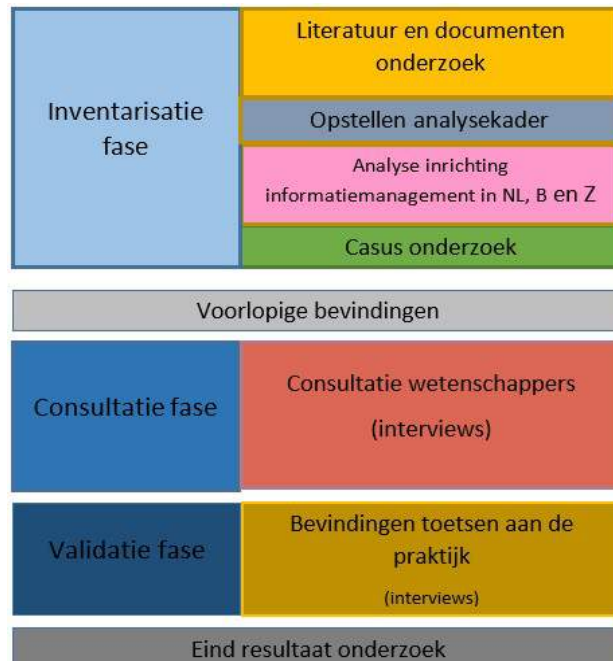 Inventarisatie
fase
Literatuur en documenten
onderzoek
Opstellen analysekader
Analyse inrichting
informatiemanagement in NL, B en Z
Casus onderzoek
Voorlopige bevindingen
Consultatie fase
Consultatie wetenschappers
(interviews)
Validatie fase
Bevindingen toetsen aan de
praktijk
(interviews)
Eind resultaat onderzoek